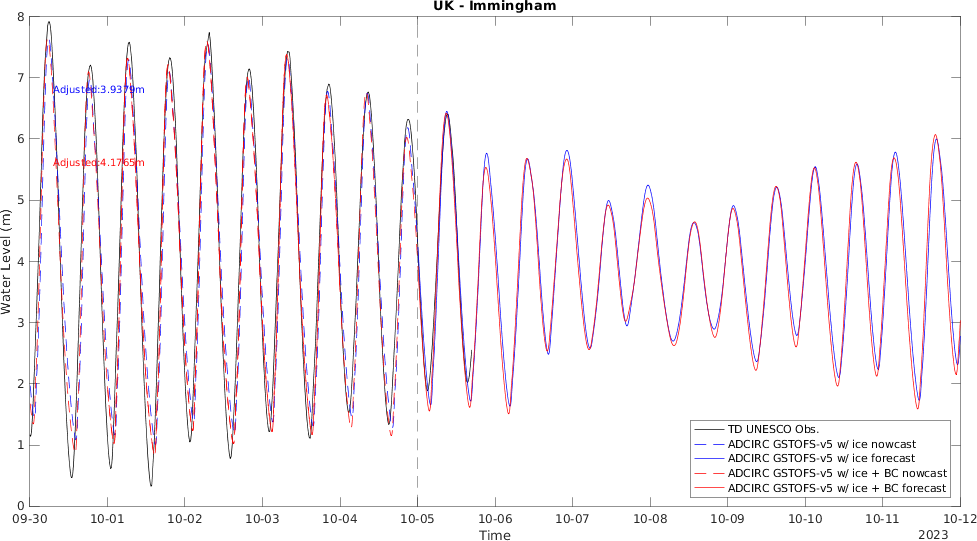 UK - Immingham
8
7
6
5
4
3
2
1
0
Water Level (m)
Adjusted:3.9379m
Adjusted:4.1765m
TD UNESCO Obs.
ADCIRC GSTOFS-v5 w/ ice nowcast
ADCIRC GSTOFS-v5 w/ ice forecast
ADCIRC GSTOFS-v5 w/ ice + BC nowcast
ADCIRC GSTOFS-v5 w/ ice + BC forecast
09-30 10-01 10-02 10-03 10-04 10-05 10-06 10-07 10-08 10-09 10-10 10-11 10-12
Time
2023